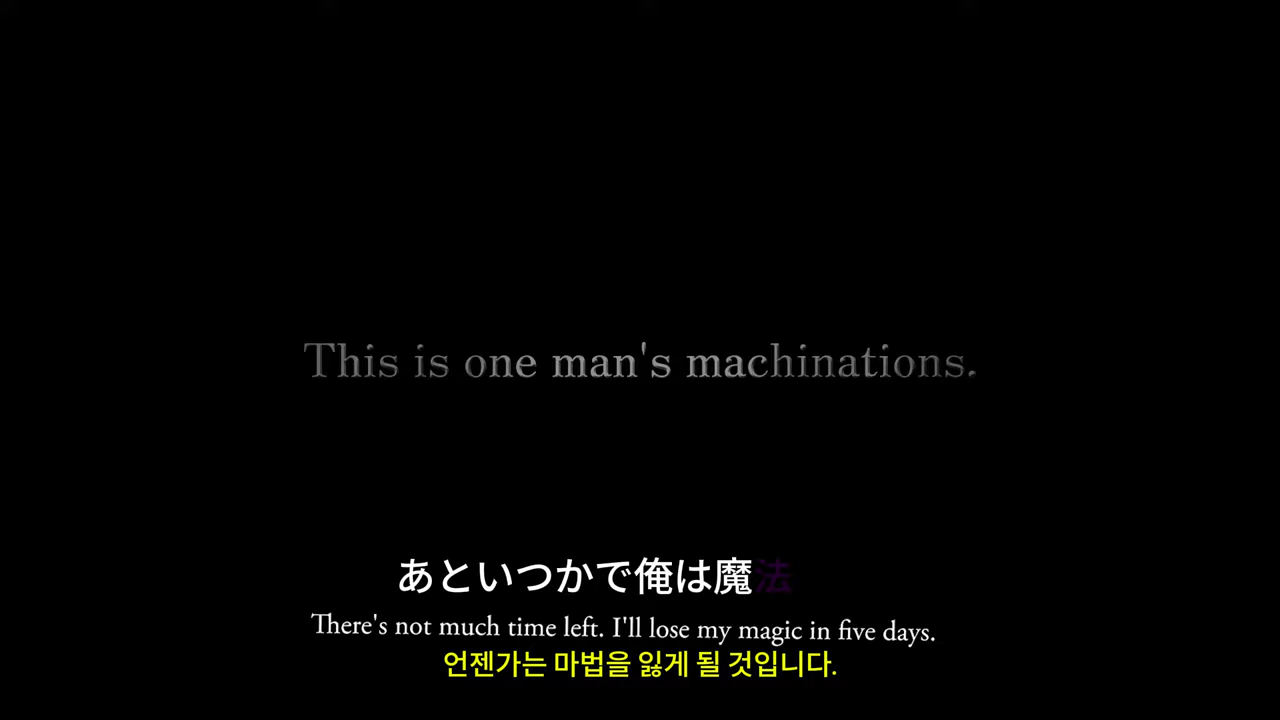 This is one man's machinations.
あといつかで俺は魔法
There's not much time left. I'll lose my magic in five days.
언젠가는 마법을 잃게 될 것입니다.